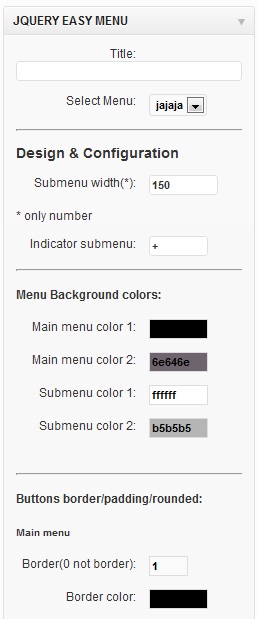 JQUERY EASY MENU
Title:
Select Menu: jajaja
Design & Configuration
Submenu width(*): 150
* only number
Indicator submenu: +
Menu Background colors:
Main menu color 1:
Main menu color 2: 6e646e
Submenu color 1: ffffff
Submenu color 2: b5b5b5
Buttons border/padding/rounded:
Main menu
Border(0 not border): 1
Border color: